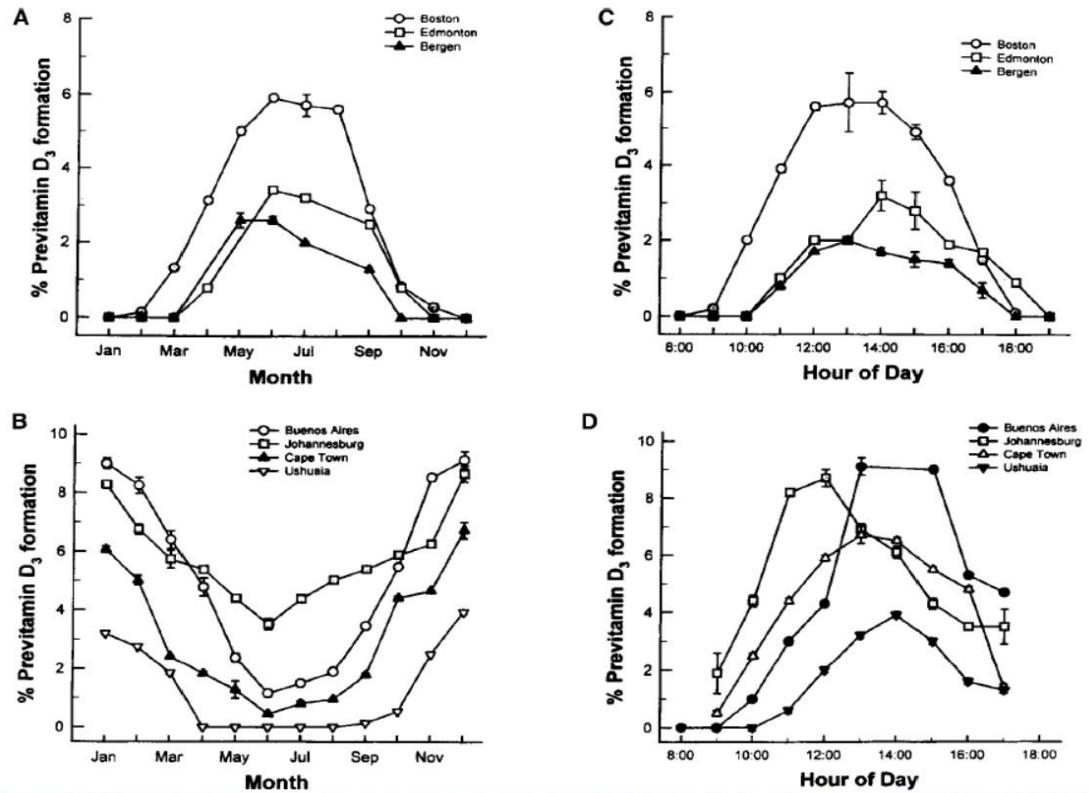 A
Boston
Edmonton
Bergen
% Previtamin D3 formation
8
6
4
2
0
Jan Mar May Jul Sep Nov
Month
C
Boston
Edmonton
Bergen
% Previtamin D3 formation
8
6
4
2
0
8:00 10:00 12:00 14:00 16:00 18:00
Hour of Day
B
Buenos Aires
Johannesburg
Cape Town
Ushuaia
% Previtamin D3 formation
10
8
6
4
2
0
Jan Mar May Jul Sep Nov
Month
D
Buenos Aires
Johannesburg
Cape Town
Ushuaia
% Previtamin D3 formation
10
8
6
4
2
0
8:00 10:00 12:00 14:00 16:00 18:00
Hour of Day